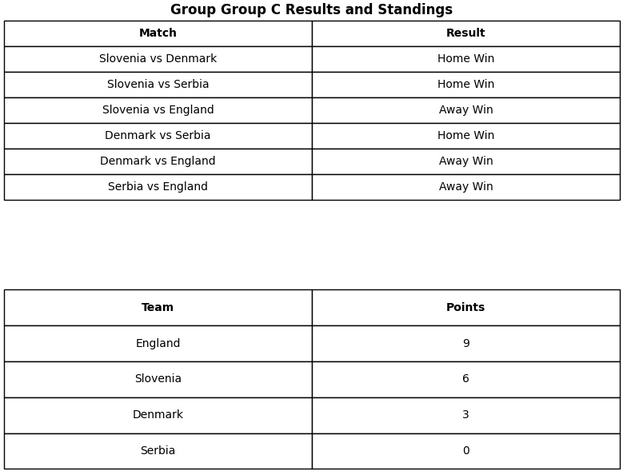 Group Group C Results and Standings
Match Result
Slovenia vs Denmark Home Win
Slovenia vs Serbia Home Win
Slovenia vs England Away Win
Denmark vs Serbia Home Win
Denmark vs England Away Win
Serbia vs England Away Win
Team Points
England 9
Slovenia 6
Denmark 3
Serbia 0